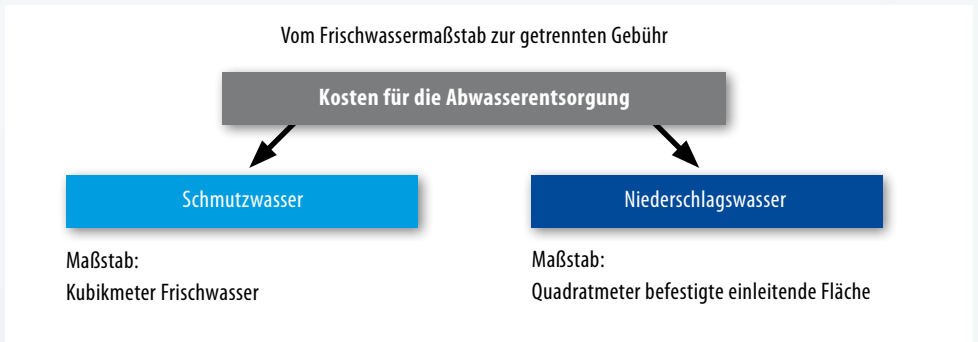 Vom Frischwassermaßstab zur getrennten Gebühr
Kosten für die Abwasserentsorgung
Schmutzwasser
Niederschlagswasser
Maßstab:
Kubikmeter Frischwasser
Maßstab:
Quadratmeter befestigte einleitende Fläche